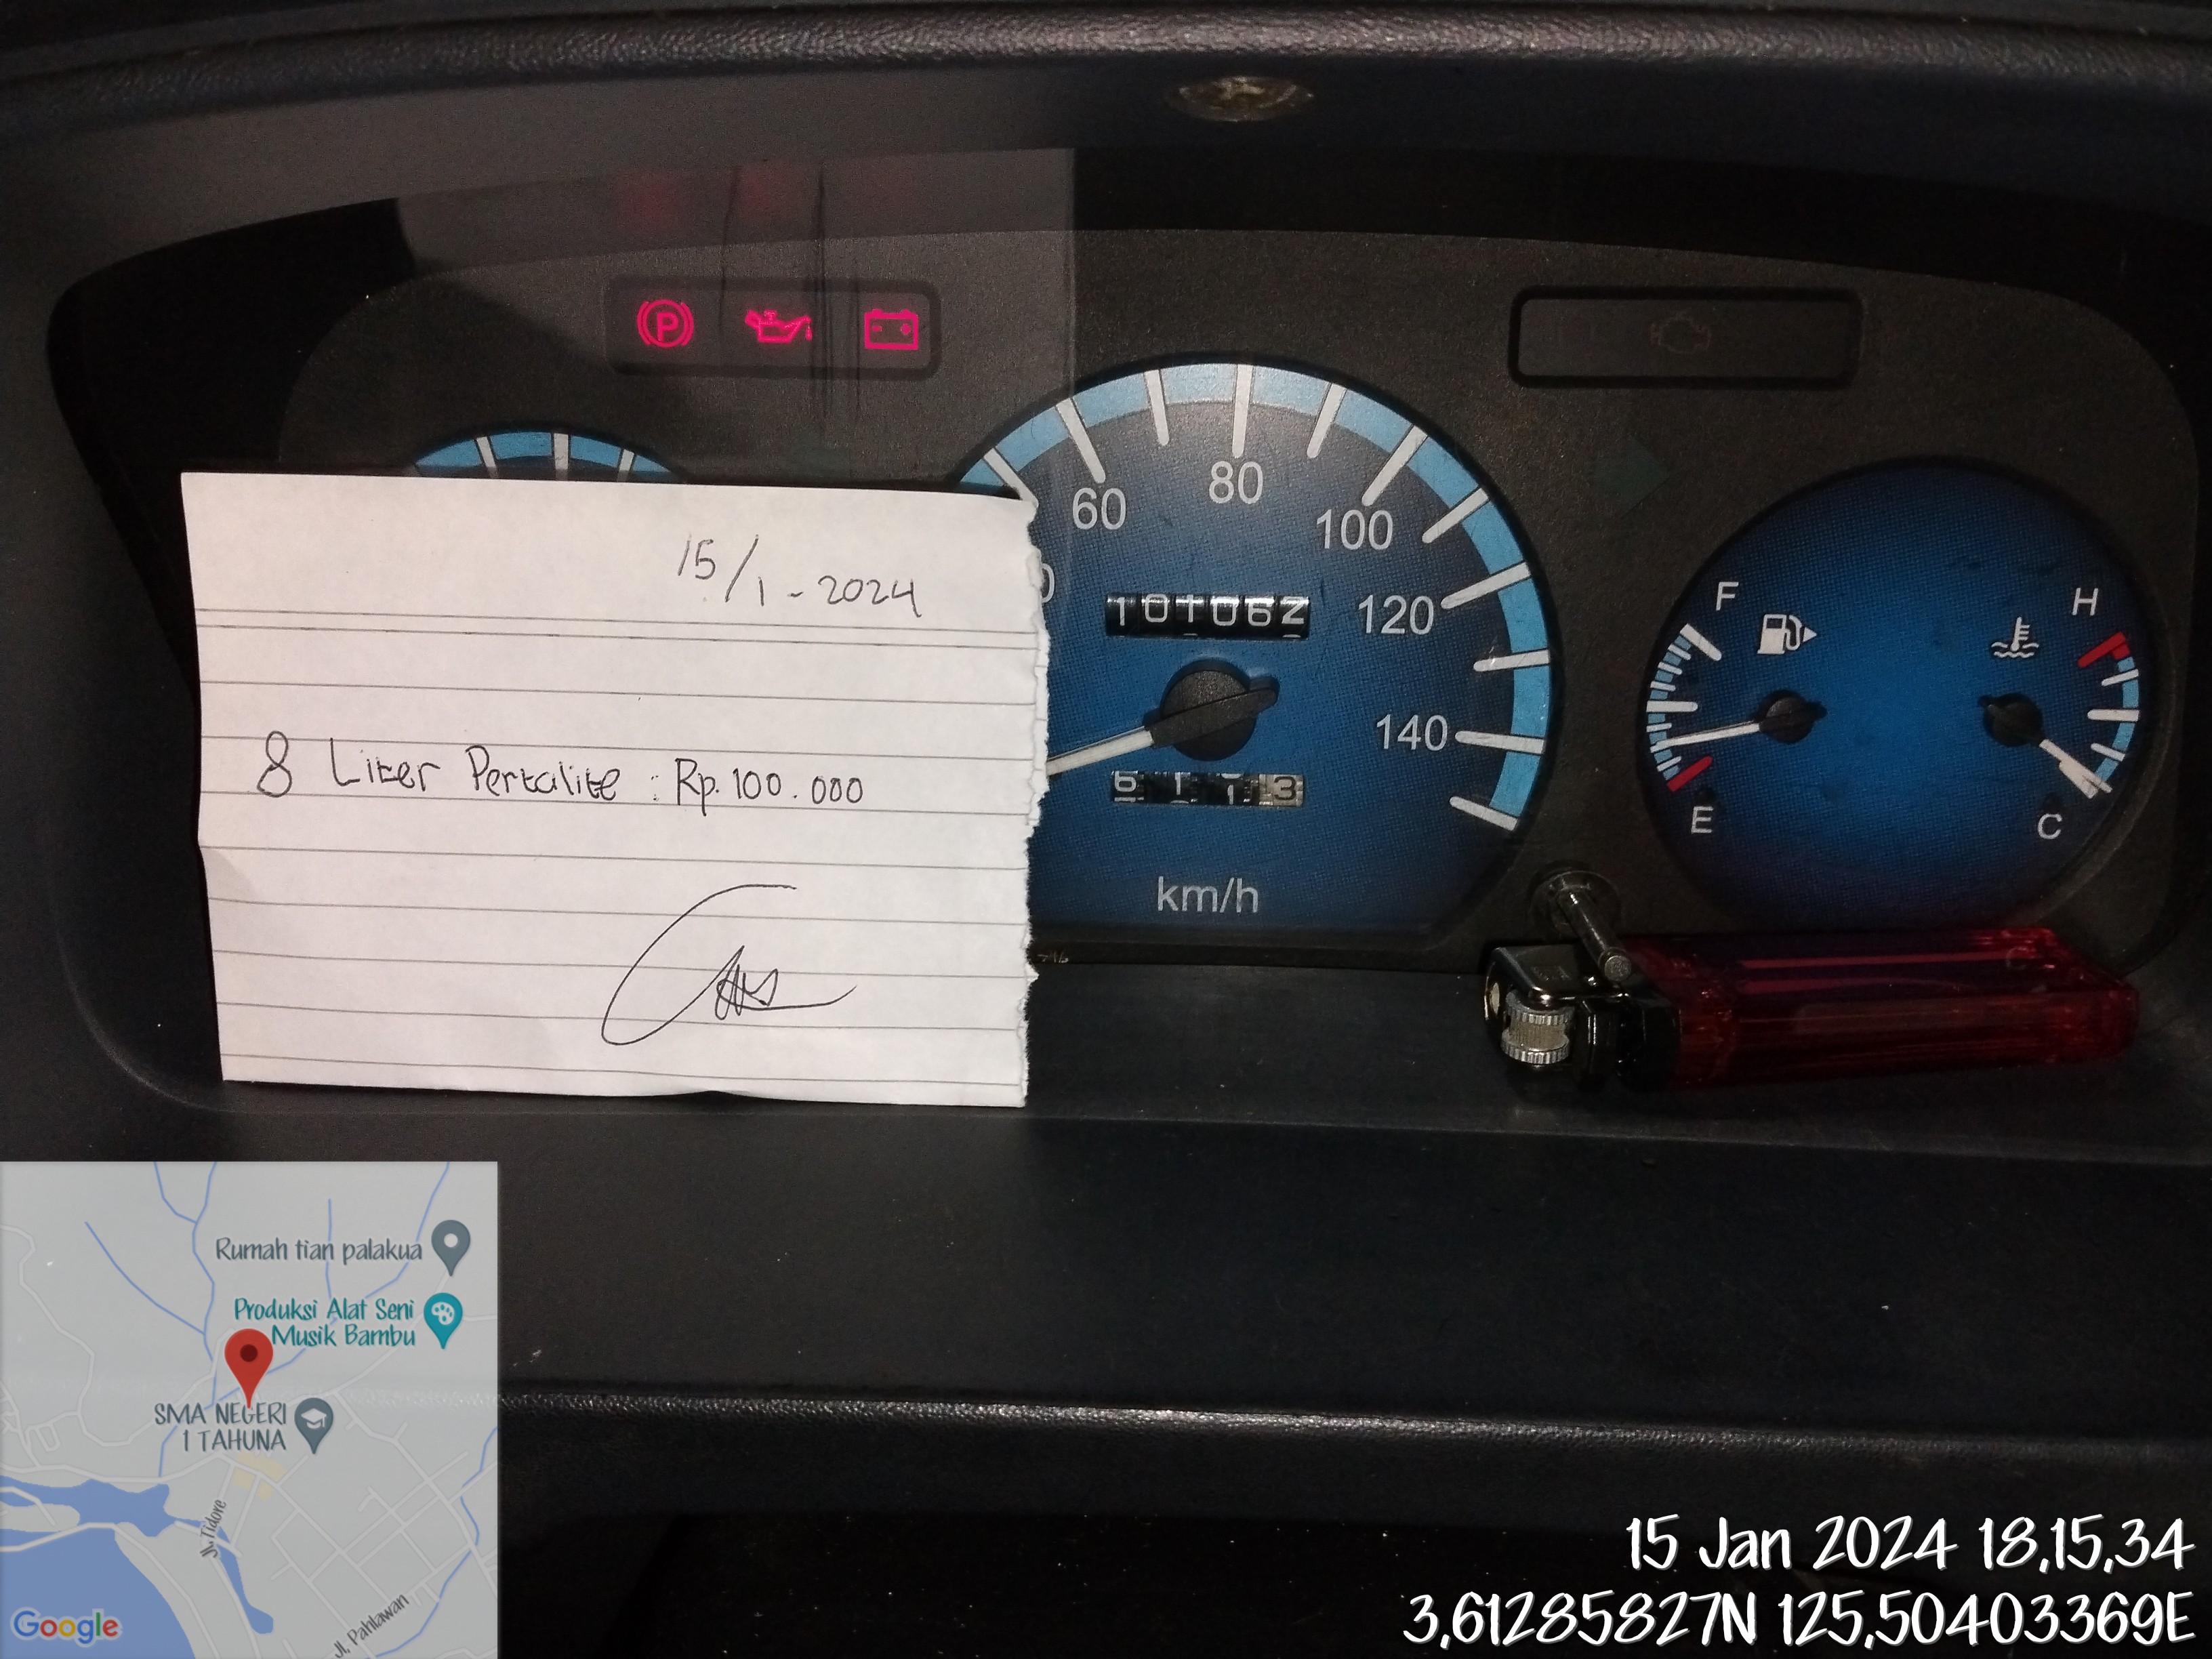 15/1-2024
8 Liter Pertalite : Rp. 100.000
P
60
80
100
120
140
101062
km/h
F
E
H
C
Rumah tian palakua
Produksi Alat Seni
Musik Bambu
SMA NEGERI
1 TAHUNA
Jl. Tidore
Jl. Pahlawan
Google
15 Jan 2024 18,15,34
3,61285827N 125,50403369E